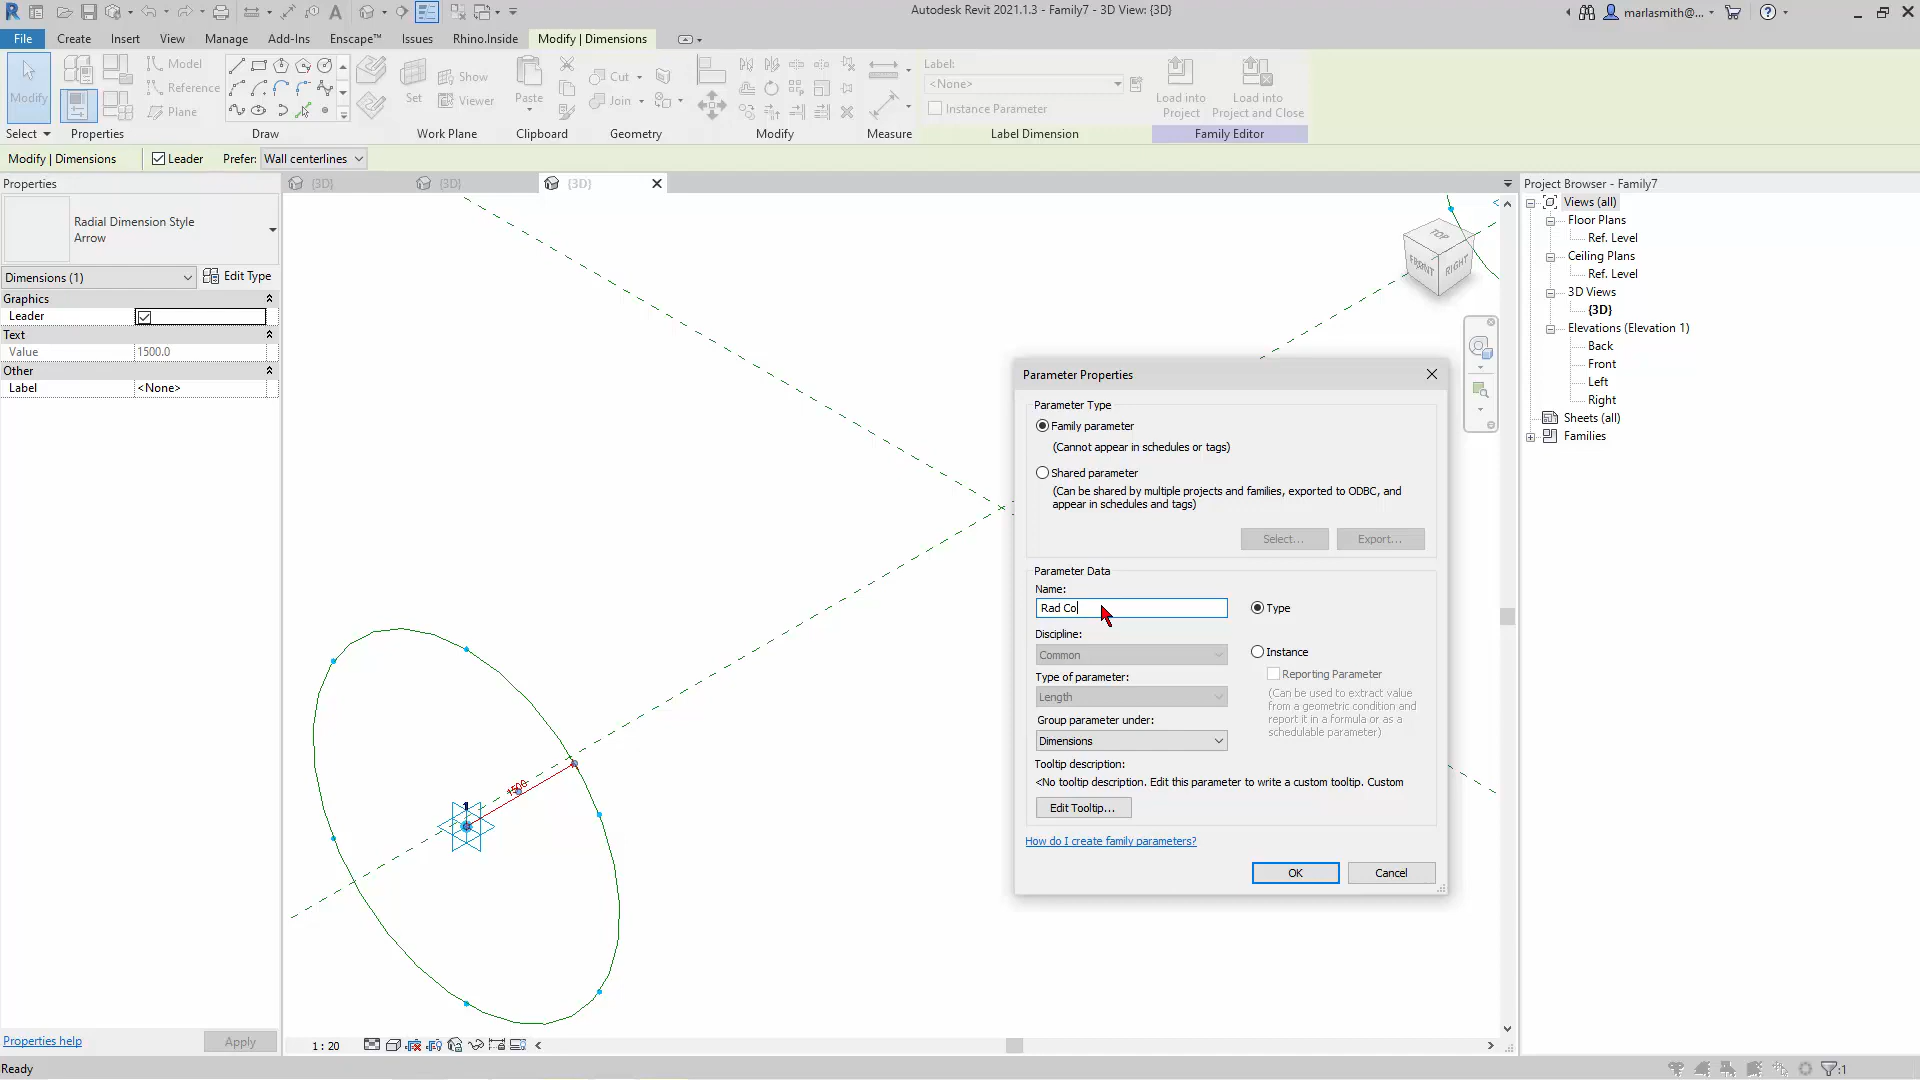 Autodesk Revit 2021.1.3 - Family7 - 3D View: {3D}
marlasmith@...
File
Create
Insert
View
Manage
Add-Ins
Enscape™
Issues
Rhino.Inside
Modify | Dimensions
Modify
Model
Reference
Plane
Set
Show
Viewer
Paste
Cut
Join
Label:
<None>
Instance Parameter
Load into
Project
Load into
Project and Close
Select
Properties
Draw
Work Plane
Clipboard
Geometry
Modify
Measure
Label Dimension
Family Editor
Modify | Dimensions
Leader
Prefer:
Wall centerlines
Properties
Radial Dimension Style
Arrow
Dimensions (1)
Edit Type
Graphics
Leader
Text
Value
1500.0
Other
Label
<None>
Properties help
Apply
{3D}
{3D}
{3D}
TOP
FRONT
RIGHT
1500
1
1 : 20
Parameter Properties
Parameter Type
Family parameter
(Cannot appear in schedules or tags)
Shared parameter
(Can be shared by multiple projects and families, exported to ODBC, and
appear in schedules and tags)
Select...
Export...
Parameter Data
Name:
Rad Co
Type
Discipline:
Common
Instance
Type of parameter:
Reporting Parameter
Length
(Can be used to extract value
from a geometric condition and
report it in a formula or as a
schedulable parameter)
Group parameter under:
Dimensions
Tooltip description:
<No tooltip description. Edit this parameter to write a custom tooltip. Custom
Edit Tooltip...
How do I create family parameters?
OK
Cancel
Project Browser - Family7
Views (all)
Floor Plans
Ref. Level
Ceiling Plans
Ref. Level
3D Views
{3D}
Elevations (Elevation 1)
Back
Front
Left
Right
Sheets (all)
Families
Ready
:1